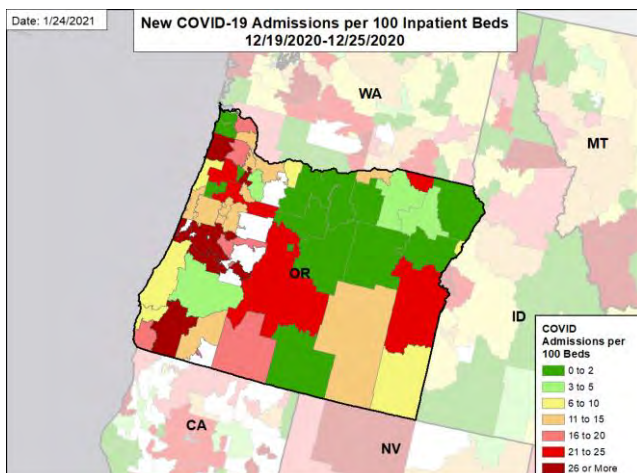 Date: 1/24/2021
New COVID-19 Admissions per 100 Inpatient Beds
12/19/2020-12/25/2020
WA
MT
OR
ID
CA
NV
COVID
Admissions per
100 Beds
0 to 2
3 to 5
6 to 10
11 to 15
16 to 20
21 to 25
26 or More